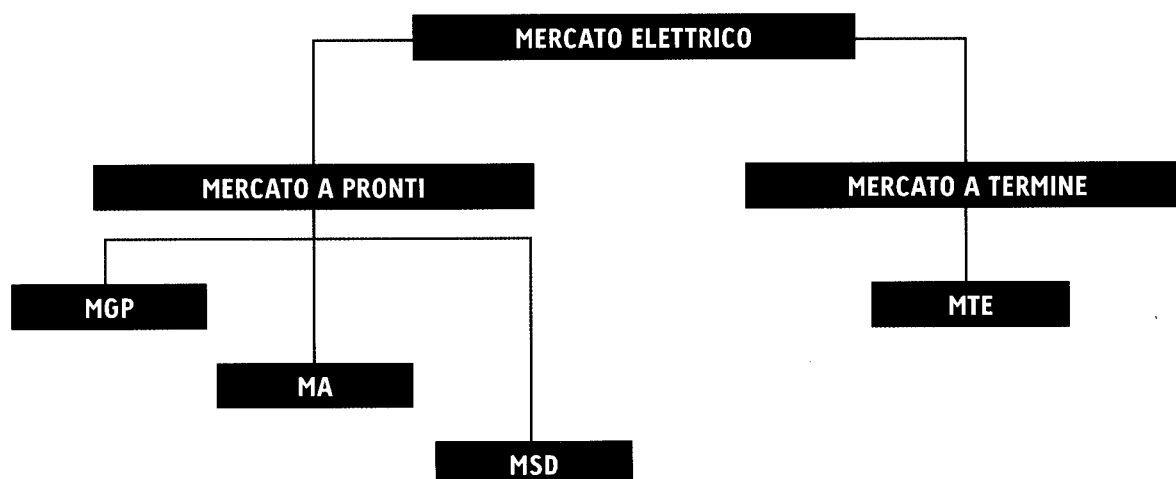 MERCATO ELETTRICO
MERCATO A PRONTI
MERCATO A TERMINE
MGP
MTE
MA
MSD